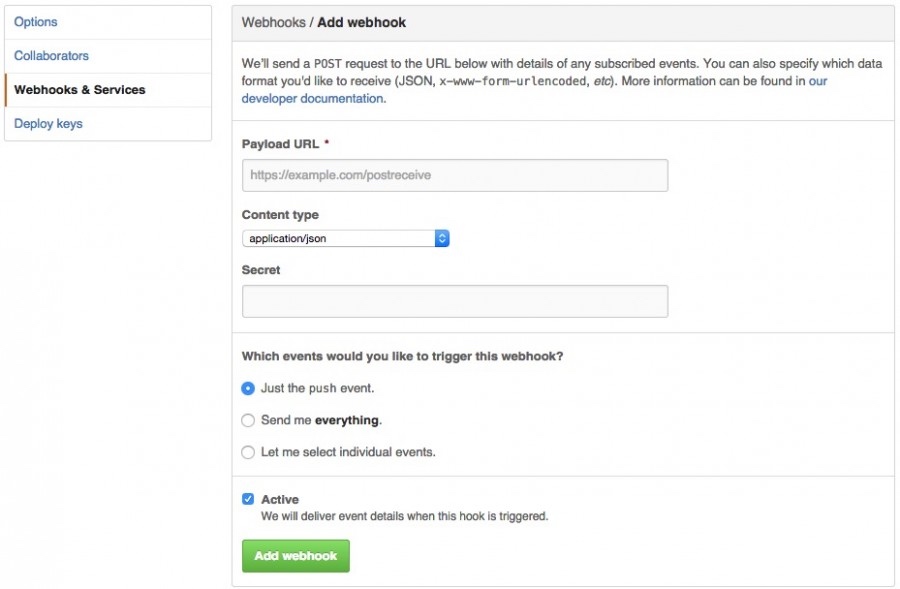 Options
Collaborators
Webhooks & Services
Deploy keys
Webhooks / Add webhook
We'll send a POST request to the URL below with details of any subscribed events. You can also specify which data
format you'd like to receive (JSON, x-www-form-urlencoded, etc). More information can be found in our
developer documentation.
Payload URL *
https://example.com/postreceive
Content type
application/json
Secret
Which events would you like to trigger this webhook?
Just the push event.
Send me everything.
Let me select individual events.
Active
We will deliver event details when this hook is triggered.
Add webhook